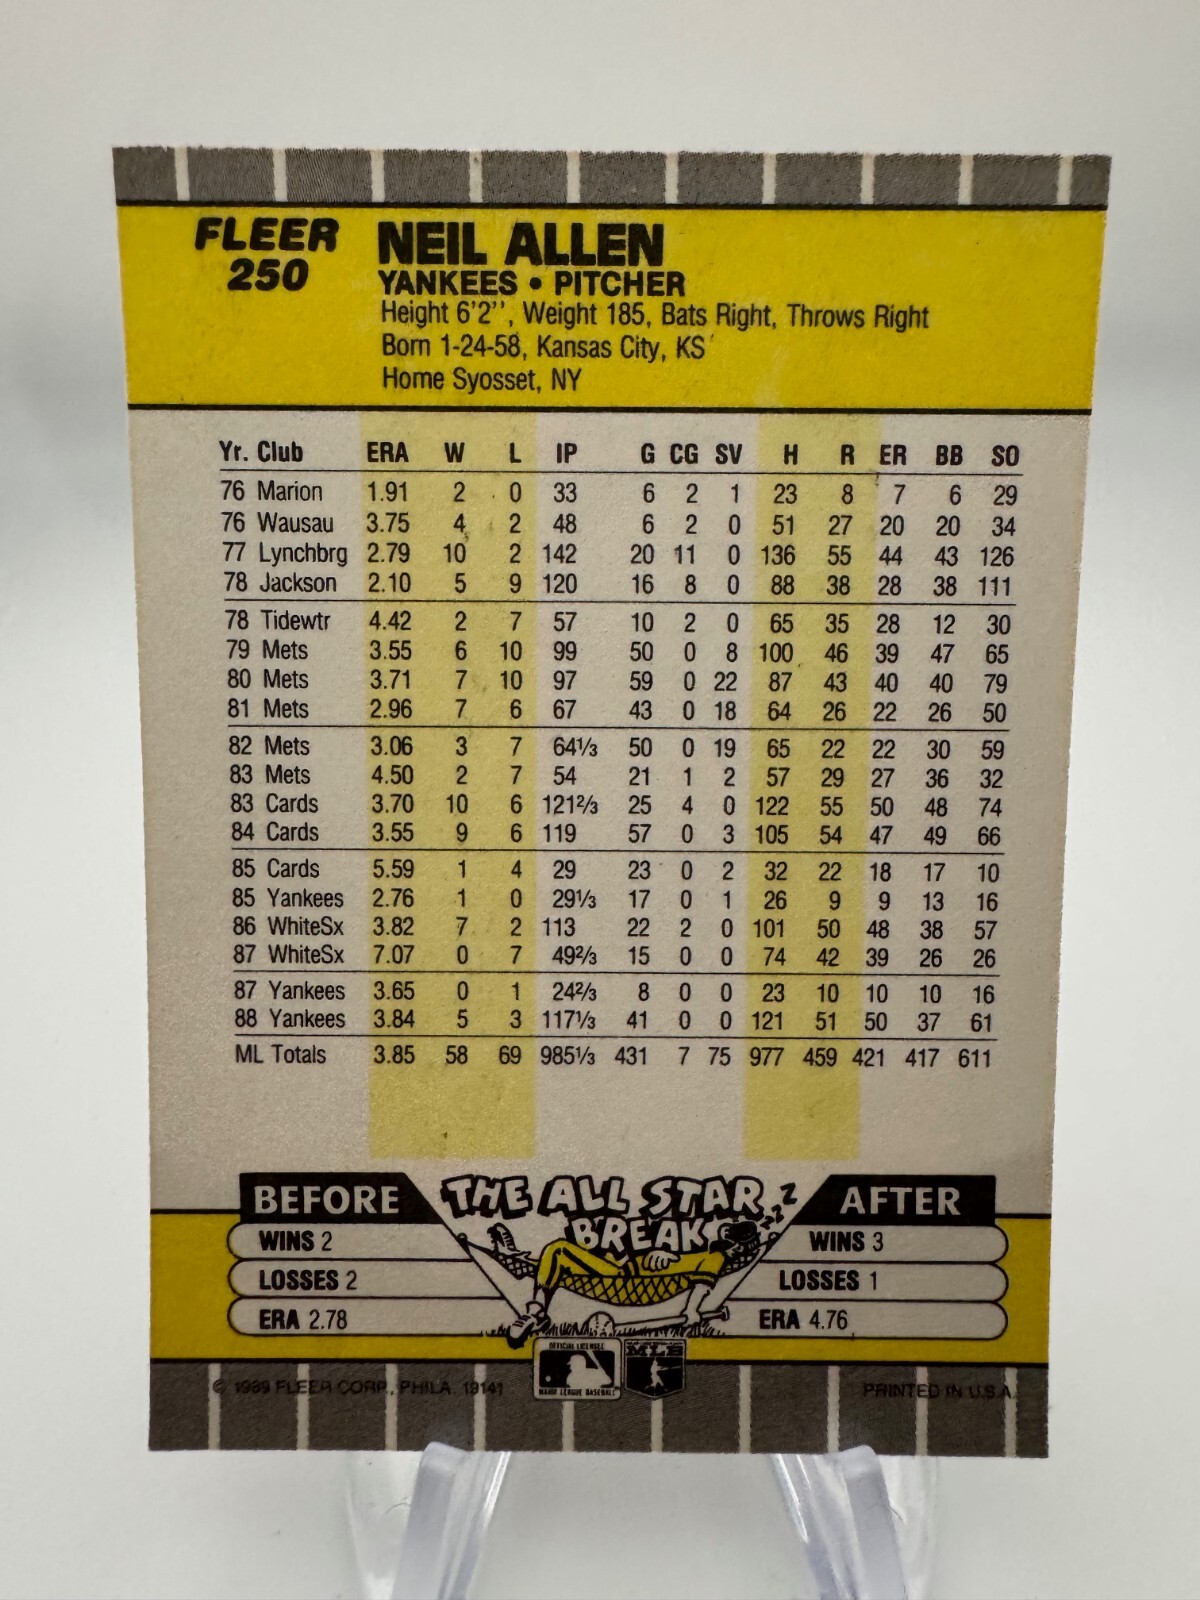 FLEER
250
NEIL ALLEN
YANKEES • PITCHER
Height 6'2", Weight 185, Bats Right, Throws Right
Born 1-24-58, Kansas City, KS
Home Syosset, NY
Yr. Club ERA W L IP G CG SV H R ER BB SO
76 Marion 1.91 2 0 33 6 2 1 23 8 7 6 29
76 Wausau 3.75 4 2 48 6 2 0 51 27 20 20 34
77 Lynchbrg 2.79 10 2 142 20 11 0 136 55 44 43 126
78 Jackson 2.10 5 9 120 16 8 0 88 38 28 38 111
78 Tidewtr 4.42 2 7 57 10 2 0 65 35 28 12 30
79 Mets 3.55 6 10 99 50 0 8 100 46 39 47 65
80 Mets 3.71 7 10 97 59 0 22 87 43 40 40 79
81 Mets 2.96 7 6 67 43 0 18 64 26 22 26 50
82 Mets 3.06 3 7 64⅓ 50 0 19 65 22 22 30 59
83 Mets 4.50 2 7 54 21 1 2 57 29 27 36 32
83 Cards 3.70 10 6 121⅔ 25 4 0 122 55 50 48 74
84 Cards 3.55 9 6 119 57 0 3 105 54 47 49 66
85 Cards 5.59 1 4 29 23 0 2 32 22 18 17 10
85 Yankees 2.76 1 0 29⅓ 17 0 1 26 9 9 13 16
86 WhiteSx 3.82 7 2 113 22 2 0 101 50 48 38 57
87 WhiteSx 7.07 0 7 49⅔ 15 0 0 74 42 39 26 26
87 Yankees 3.65 0 1 24⅔ 8 0 0 23 10 10 10 16
88 Yankees 3.84 5 3 117⅓ 41 0 0 121 51 50 37 61
ML Totals 3.85 58 69 985⅓ 431 7 75 977 459 421 417 611
BEFORE
THE ALL STAR
BREAK
zzz
AFTER
WINS 2
LOSSES 2
ERA 2.78
WINS 3
LOSSES 1
ERA 4.76
OFFICIAL LICENSEE
MAJOR LEAGUE BASEBALL
MLB
© 1989 FLEER CORP., PHILA. 19141
PRINTED IN U.S.A.